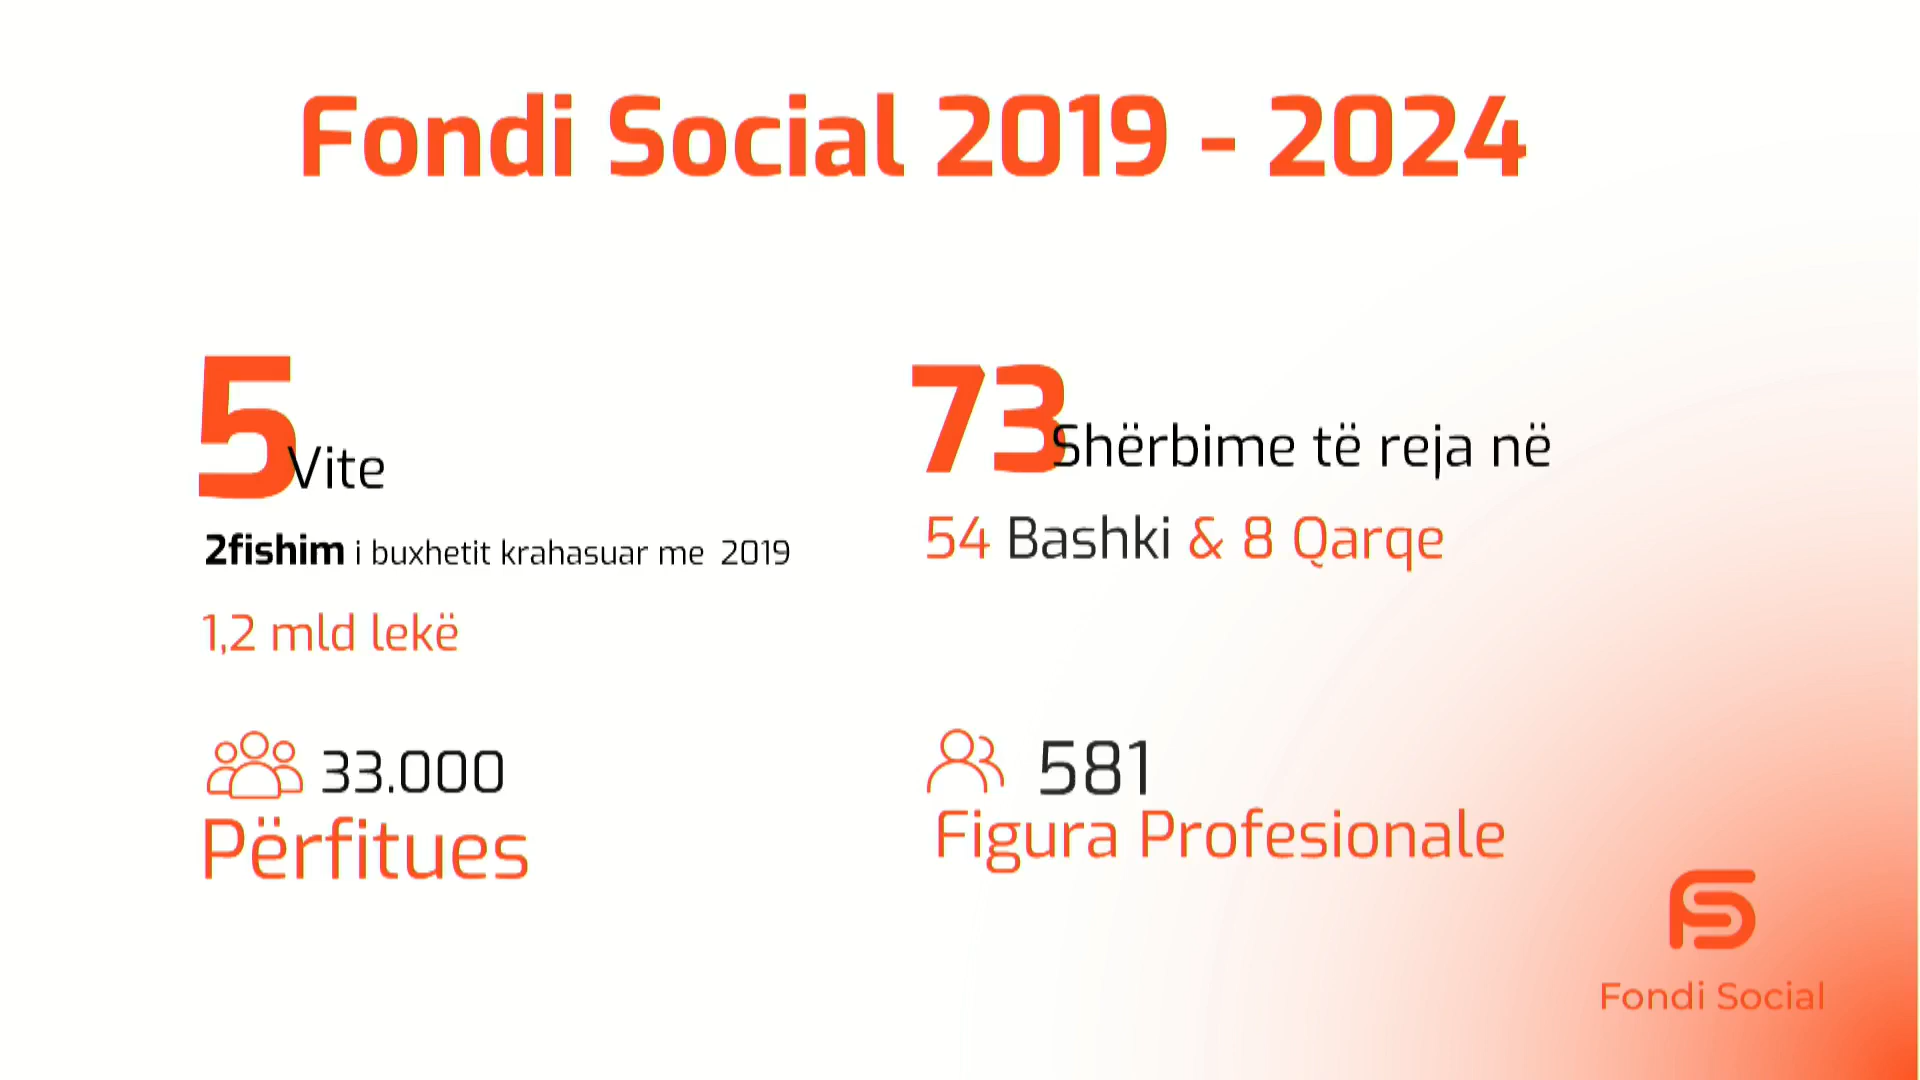 Fondi Social 2019 - 2024
5 Vite
2fishim i buxhetit krahasuar me 2019
1,2 mld lekë
33.000
Përfitues
73 Shërbime të reja në
54 Bashki & 8 Qarqe
581
Figura Profesionale
Fondi Social